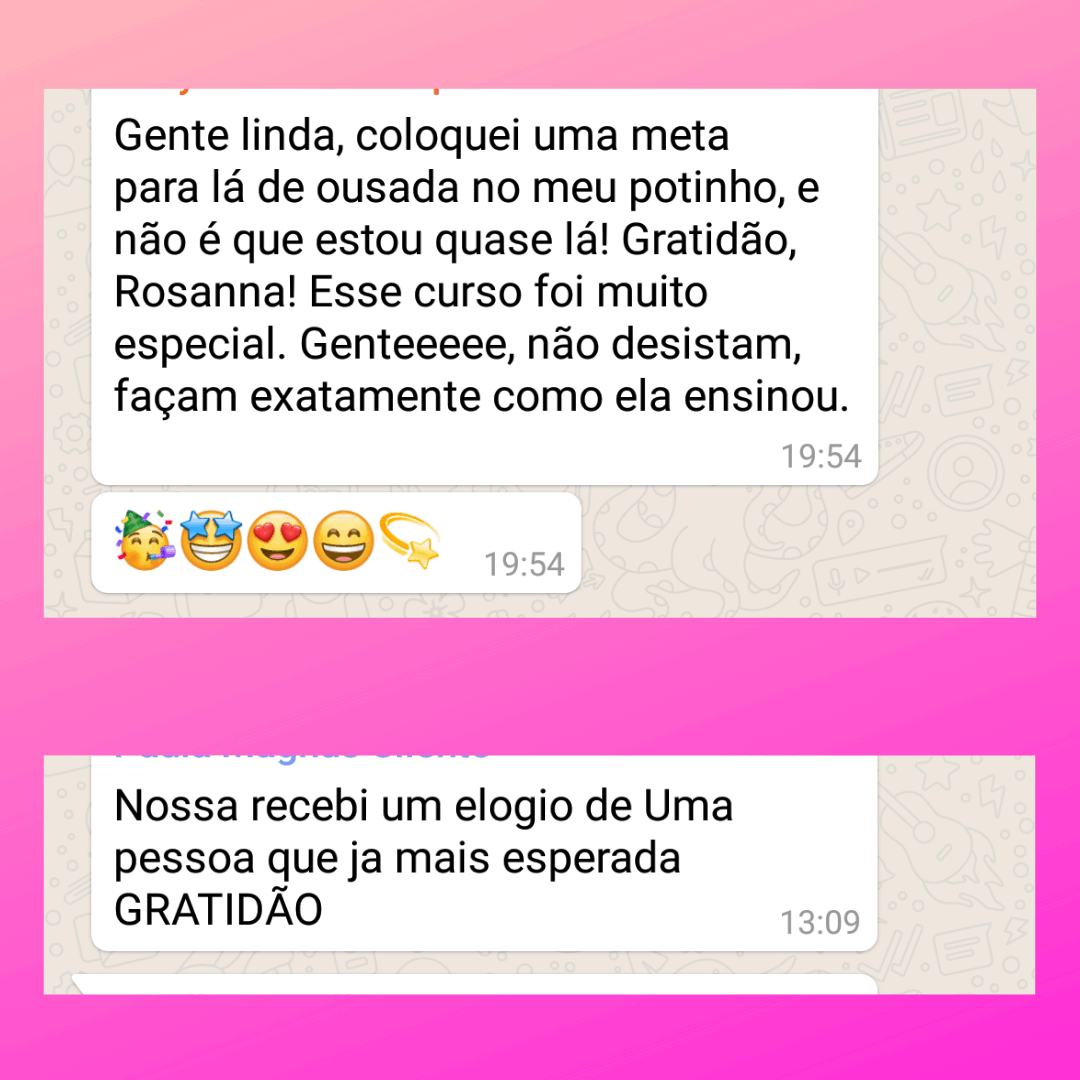 Gente linda, coloquei uma meta
para lá de ousada no meu potinho, e
não é que estou quase lá! Gratidão,
Rosanna! Esse curso foi muito
especial. Genteeeee, não desistam,
façam exatamente como ela ensinou.
19:54
🥳🤩😍😄💫 19:54
Nossa recebi um elogio de Uma
pessoa que ja mais esperada
GRATIDÃO
13:09